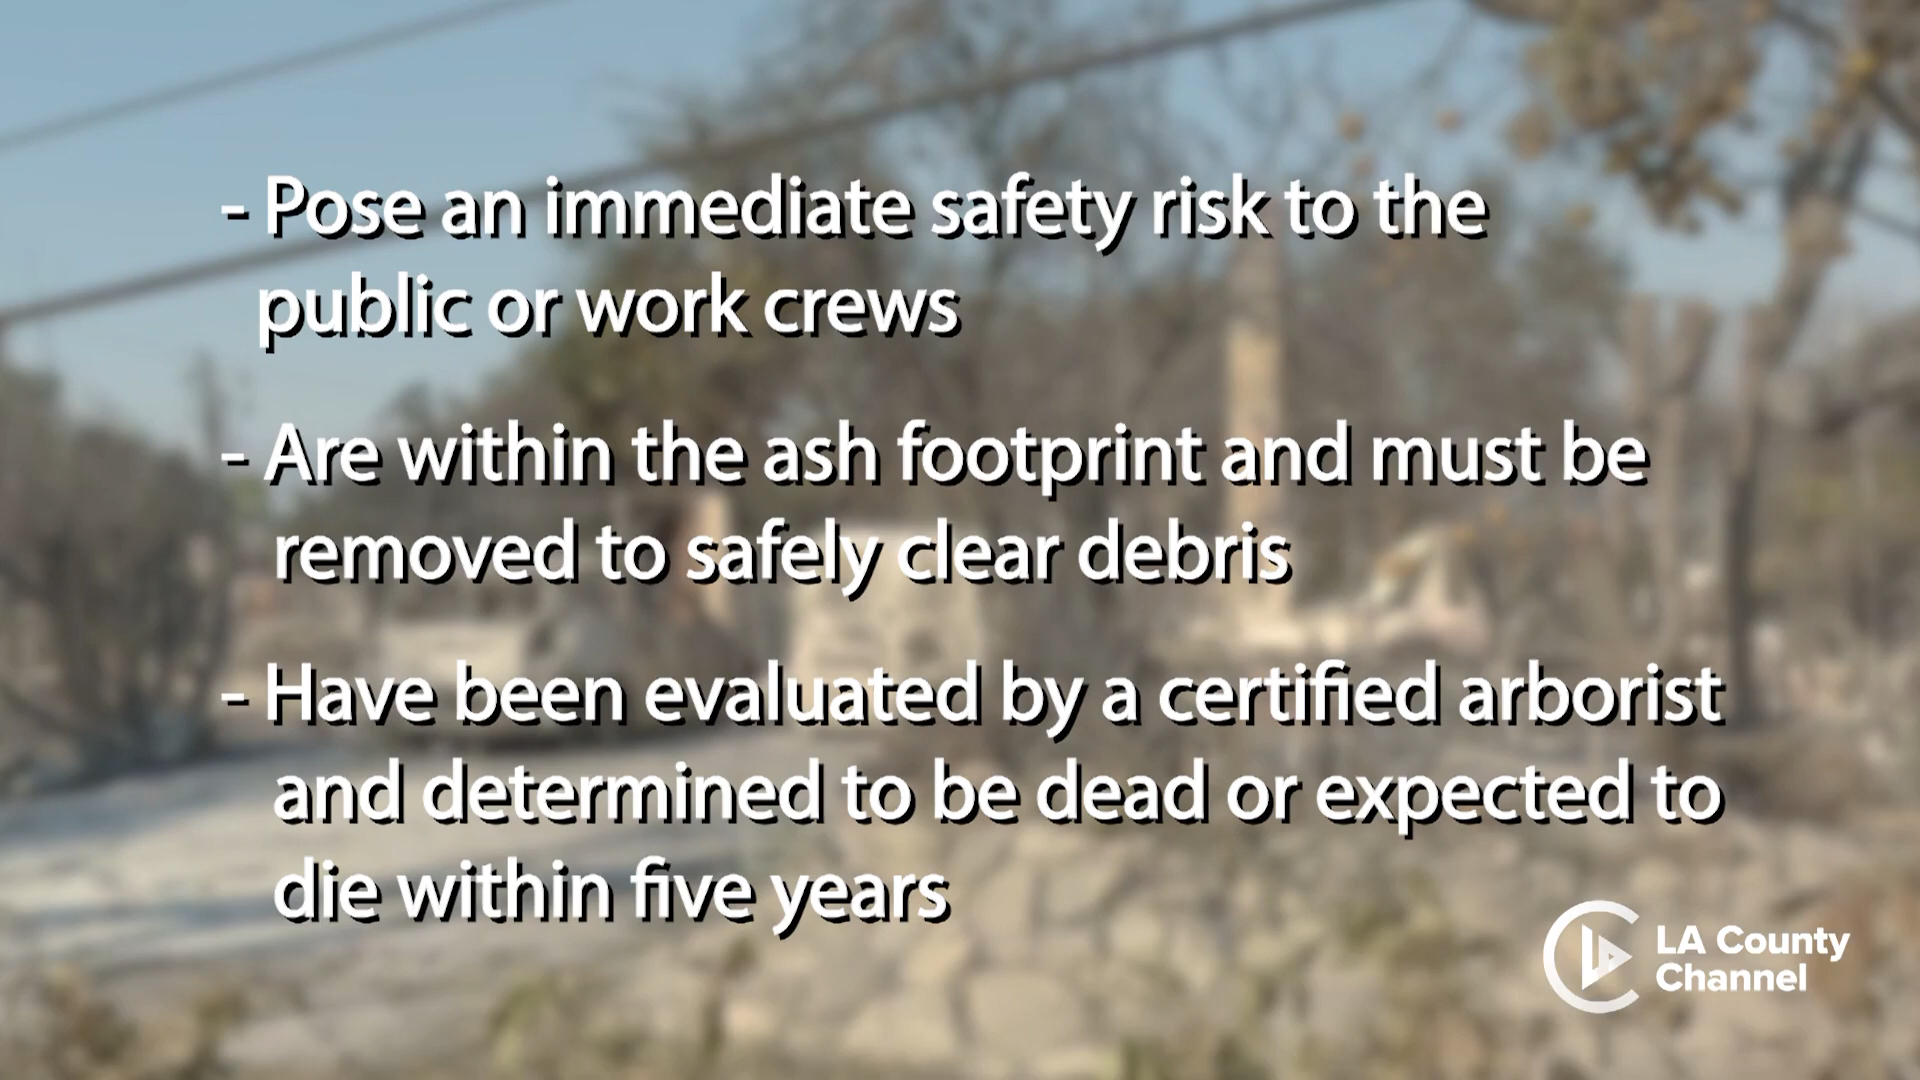 - Pose an immediate safety risk to the
public or work crews
- Are within the ash footprint and must be
removed to safely clear debris
- Have been evaluated by a certified arborist
and determined to be dead or expected to
die within five years
LA County
Channel